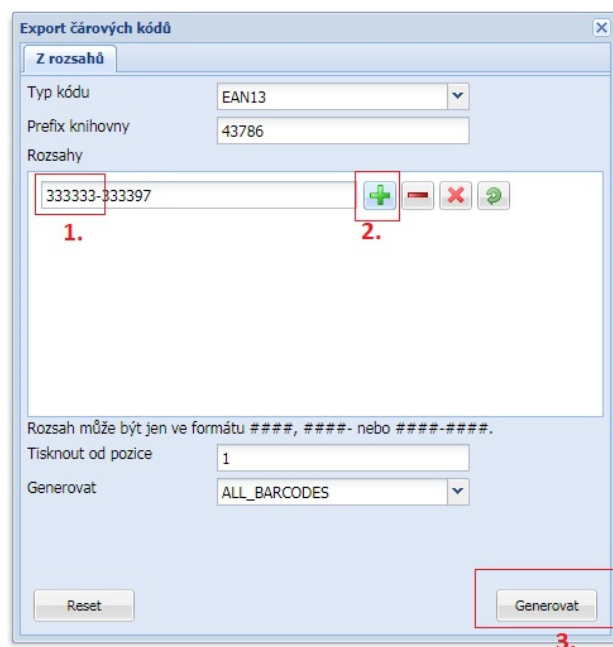 Export čárových kódů
Z rozsahů
Typ kódu EAN13
Prefix knihovny 43786
Rozsahy
333333-333397
1. 2.
Rozsah může být jen ve formátu ####, ####- nebo ####-####.
Tisknout od pozice 1
Generovat ALL_BARCODES
Reset Generovat
3.